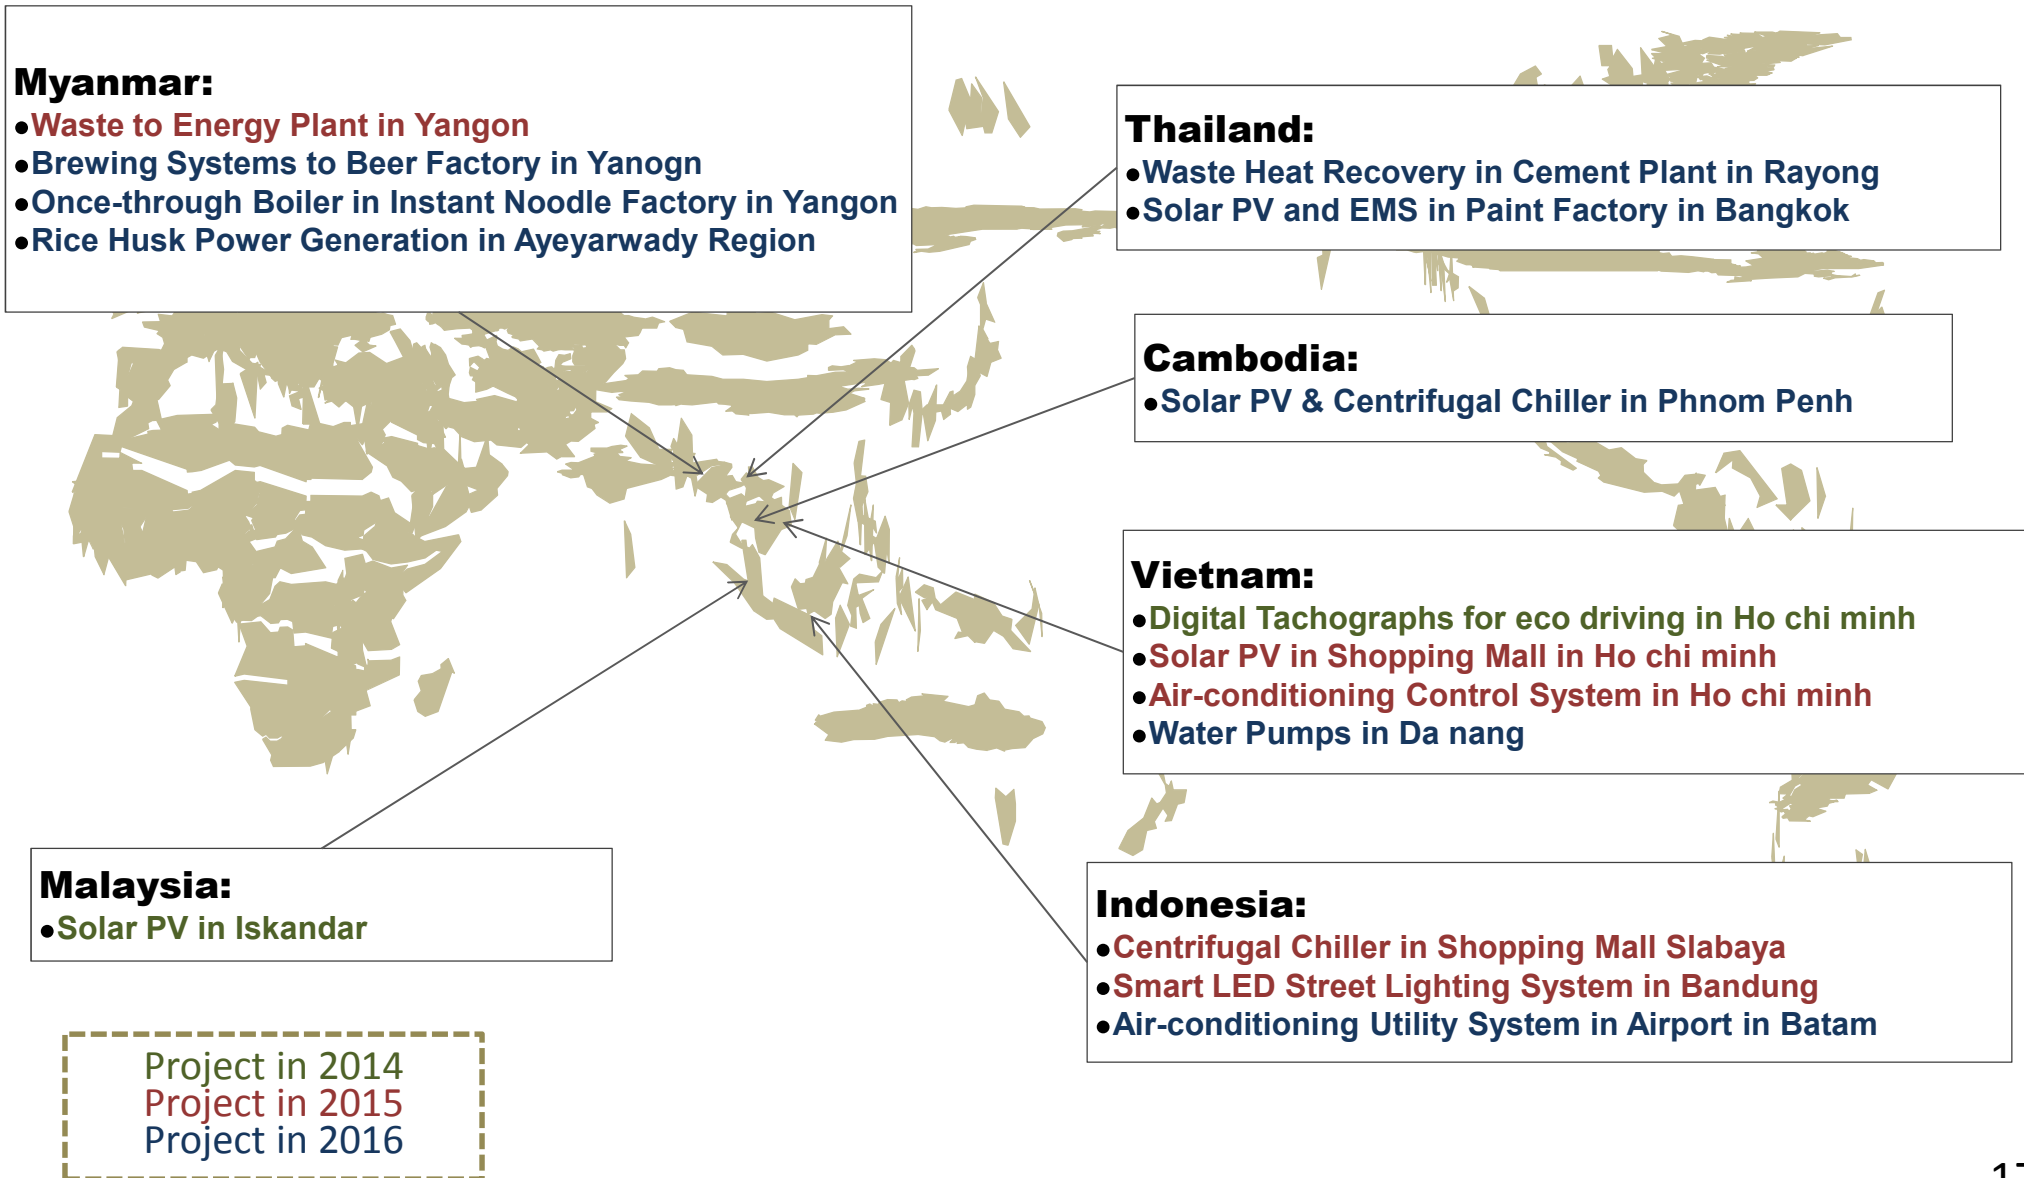 Myanmar:
●Waste to Energy Plant in Yangon
●Brewing Systems to Beer Factory in Yanogn
●Once-through Boiler in Instant Noodle Factory in Yangon
●Rice Husk Power Generation in Ayeyarwady Region
Thailand:
●Waste Heat Recovery in Cement Plant in Rayong
●Solar PV and EMS in Paint Factory in Bangkok
Cambodia:
●Solar PV & Centrifugal Chiller in Phnom Penh
Vietnam:
●Digital Tachographs for eco driving in Ho chi minh
●Solar PV in Shopping Mall in Ho chi minh
●Air-conditioning Control System in Ho chi minh
●Water Pumps in Da nang
Malaysia:
●Solar PV in Iskandar
Indonesia:
●Centrifugal Chiller in Shopping Mall Slabaya
●Smart LED Street Lighting System in Bandung
●Air-conditioning Utility System in Airport in Batam
Project in 2014
Project in 2015
Project in 2016